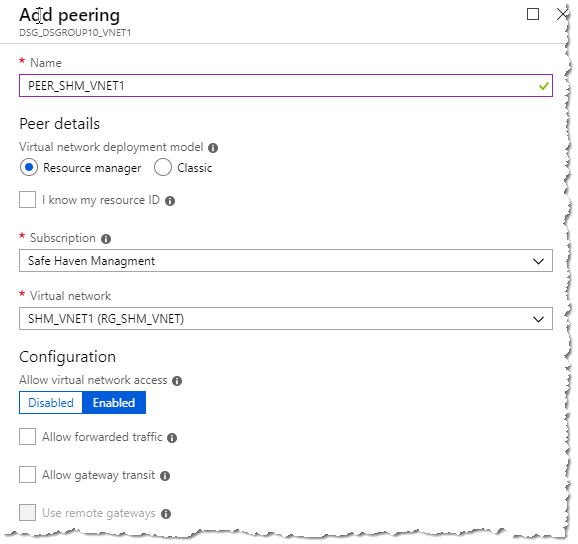 Add peering
DSG_DSGROUP10_VNET1
* Name
PEER_SHM_VNET1
Peer details
Virtual network deployment model
Resource manager Classic
I know my resource ID
* Subscription
Safe Haven Managment
* Virtual network
SHM_VNET1 (RG_SHM_VNET)
Configuration
Allow virtual network access
Disabled Enabled
Allow forwarded traffic
Allow gateway transit
Use remote gateways